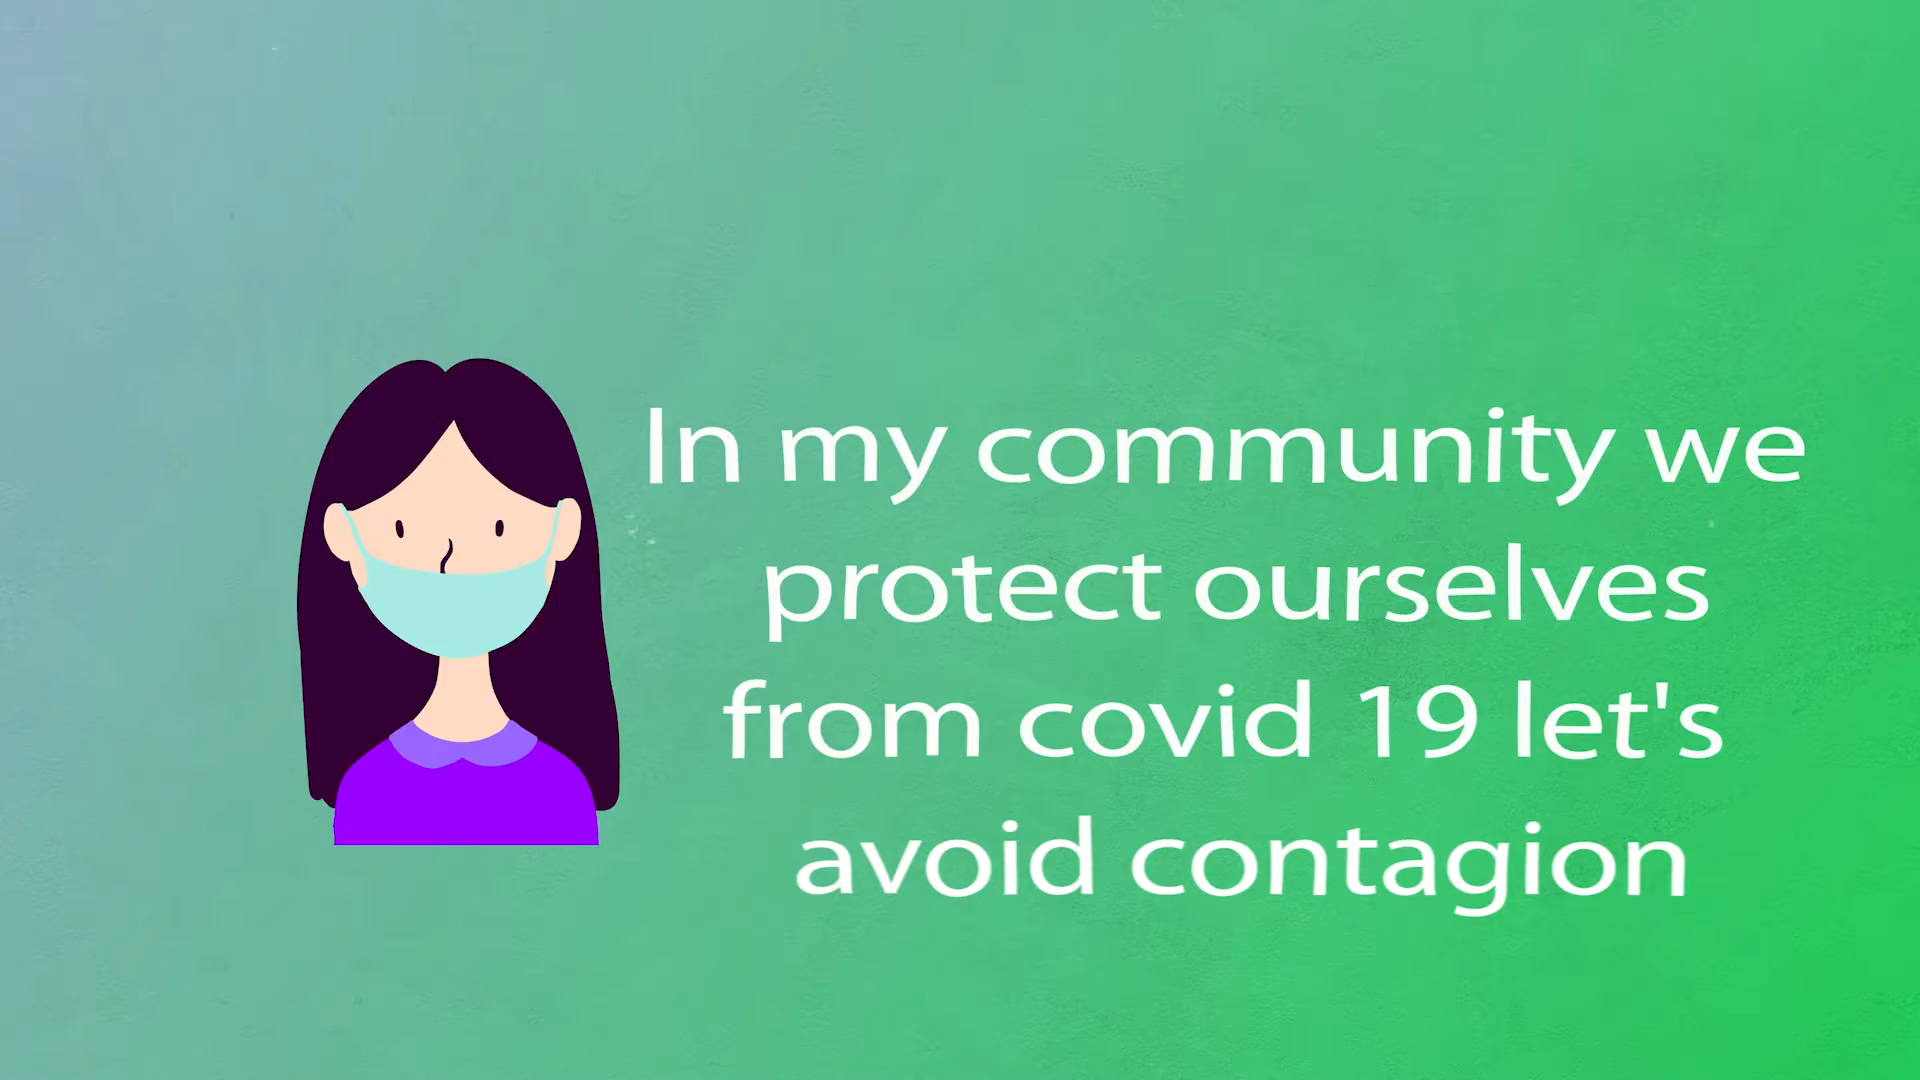 In my community we
protect ourselves
from covid 19 let's
avoid contagion